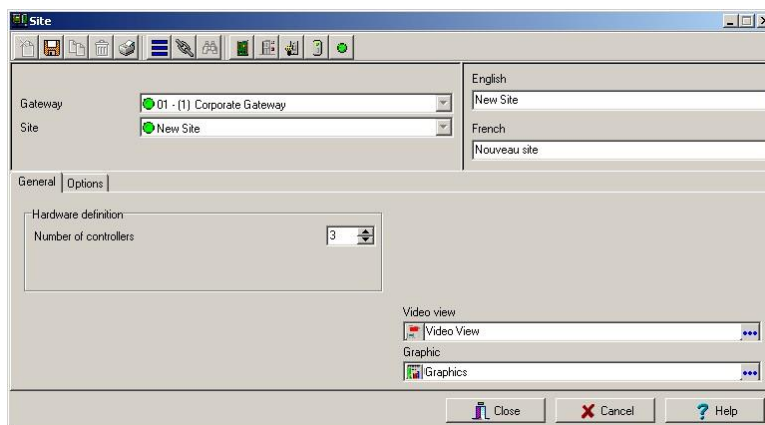 Site
English
Gateway
01 - (1) Corporate Gateway
New Site
Site
New Site
French
Nouveau site
General
Options
Hardware definition
Number of controllers
3
Video view
Video View
Graphic
Graphics
Close
Cancel
Help